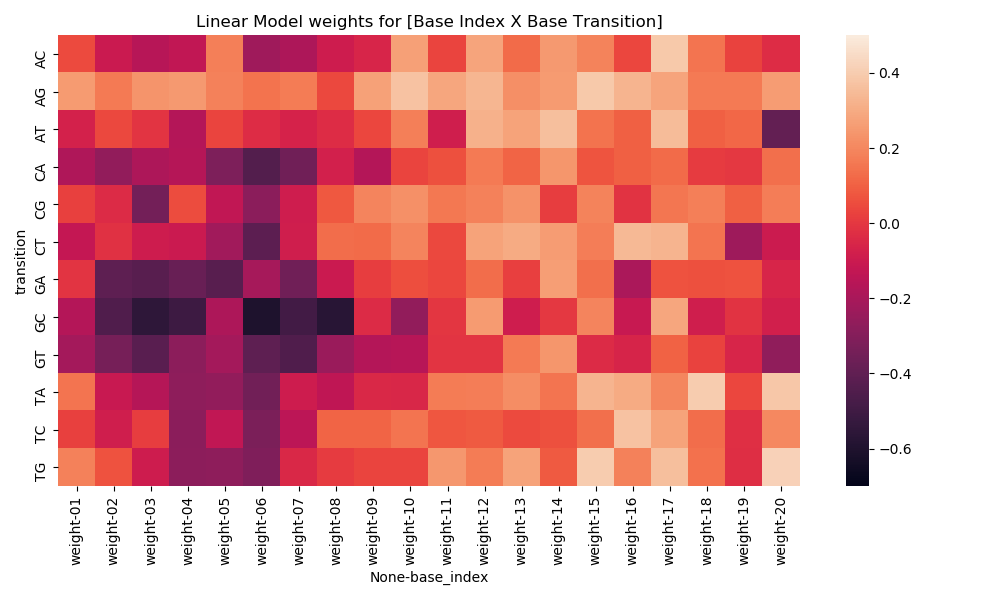 Linear Model weights for [Base Index X Base Transition]
transition
AC
AG
AT
CA
CG
CT
GA
GC
GT
TA
TC
TG
weight-01
weight-02
weight-03
weight-04
weight-05
weight-06
weight-07
weight-08
weight-09
weight-10
weight-11
weight-12
weight-13
weight-14
weight-15
weight-16
weight-17
weight-18
weight-19
weight-20
None-base_index
0.4
0.2
0.0
−0.2
−0.4
−0.6